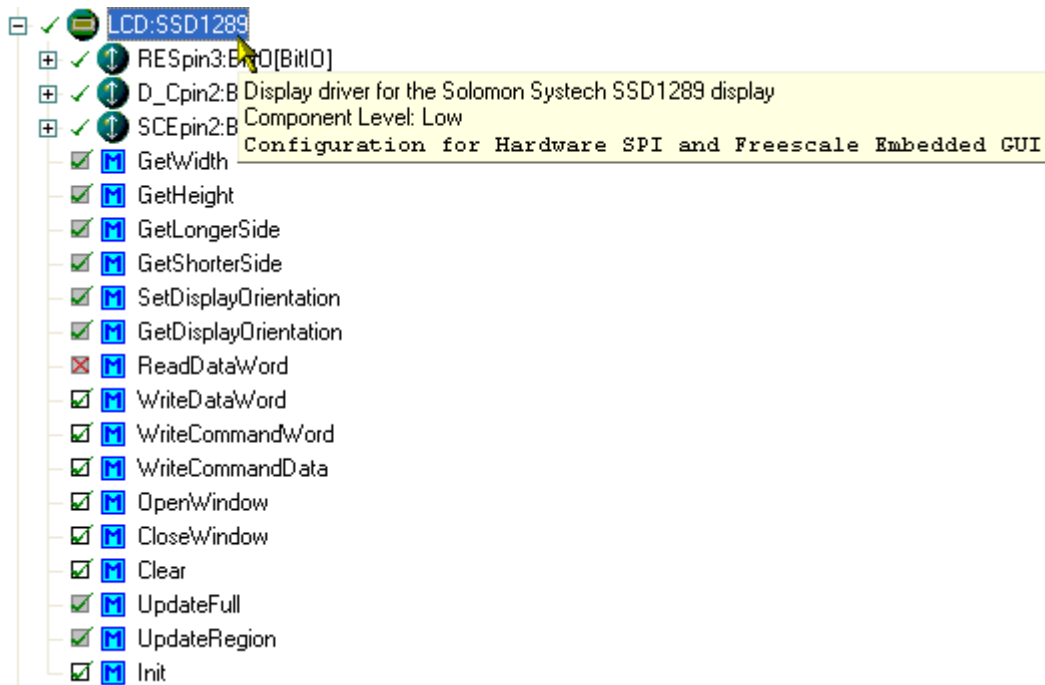 LCD:SSD1289
RESpin3:BitIO[BitIO]
D_Cpin2:B
SCEpin2:B
Display driver for the Solomon Systech SSD1289 display
Component Level: Low
Configuration for Hardware SPI and Freescale Embedded GUI
M GetWidth
M GetHeight
M GetLongerSide
M GetShorterSide
M SetDisplayOrientation
M GetDisplayOrientation
M ReadDataWord
M WriteDataWord
M WriteCommandWord
M WriteCommandData
M OpenWindow
M CloseWindow
M Clear
M UpdateFull
M UpdateRegion
M Init